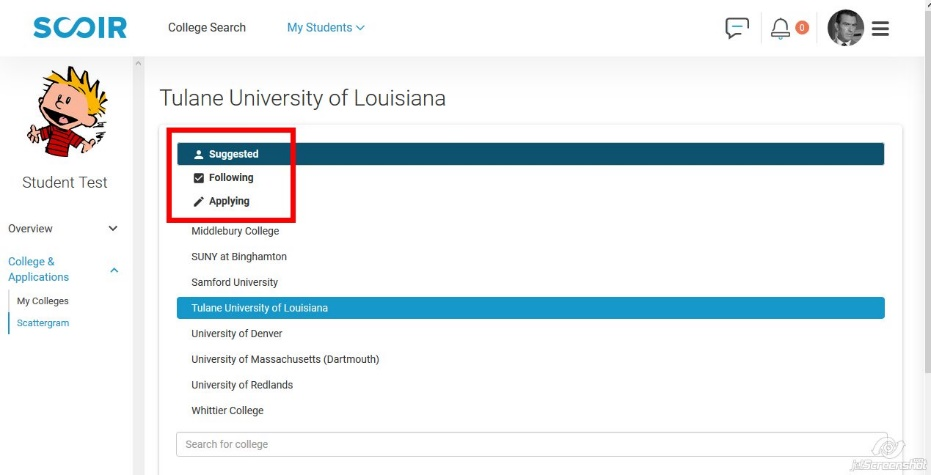 SCOIR
College Search
My Students
0
Student Test
Overview
College &
Applications
My Colleges
Scattergram
Tulane University of Louisiana
Suggested
Following
Applying
Middlebury College
SUNY at Binghamton
Samford University
Tulane University of Louisiana
University of Denver
University of Massachusetts (Dartmouth)
University of Redlands
Whittier College
Search for college
jetScreenshot